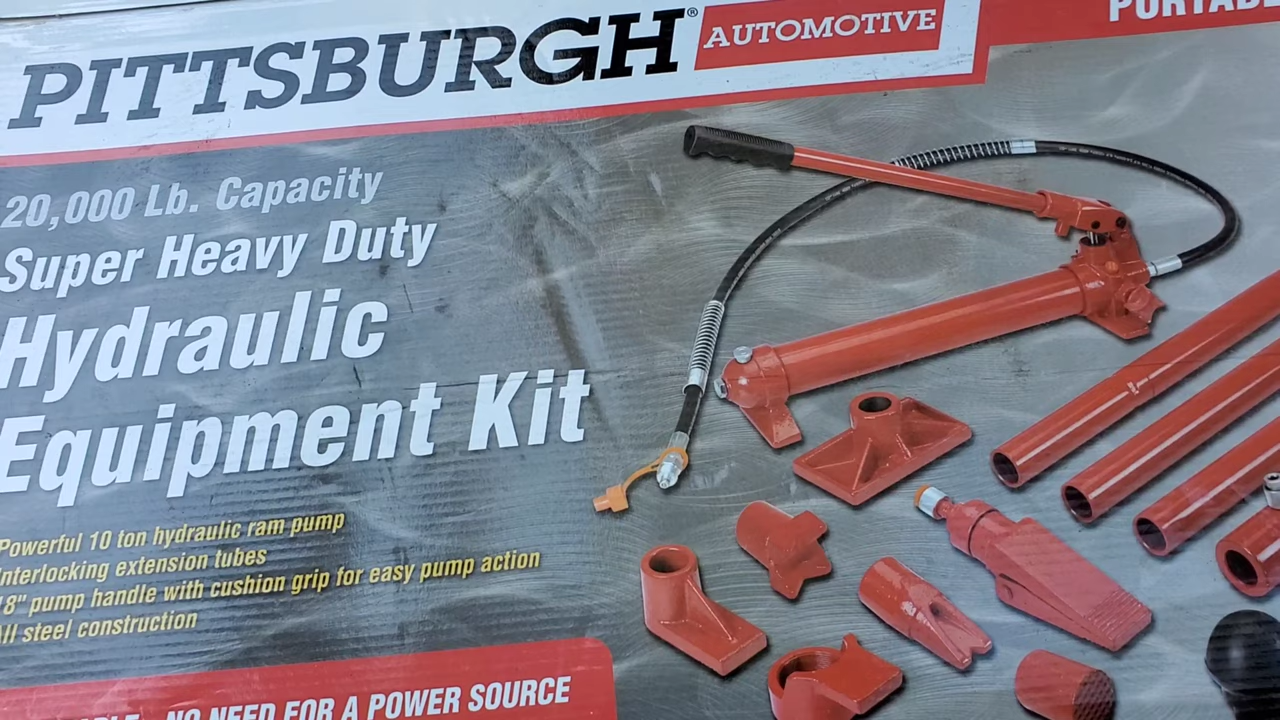 PITTSBURGH®
AUTOMOTIVE
20,000 Lb. Capacity
Super Heavy Duty
Hydraulic
Equipment Kit
Powerful 10 ton hydraulic ram pump
Interlocking extension tubes
8" pump handle with cushion grip for easy pump action
All steel construction
NO NEED FOR A POWER SOURCE